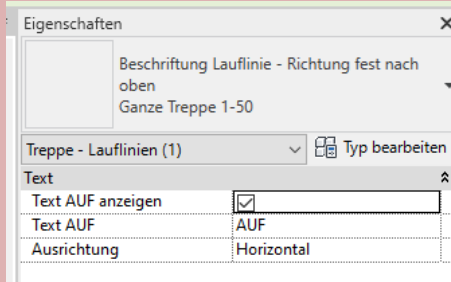 Eigenschaften
Beschriftung Lauflinie - Richtung fest nach
oben
Ganze Treppe 1-50
Treppe - Lauflinien (1)
Typ bearbeiten
Text
Text AUF anzeigen
Text AUF AUF
Ausrichtung Horizontal